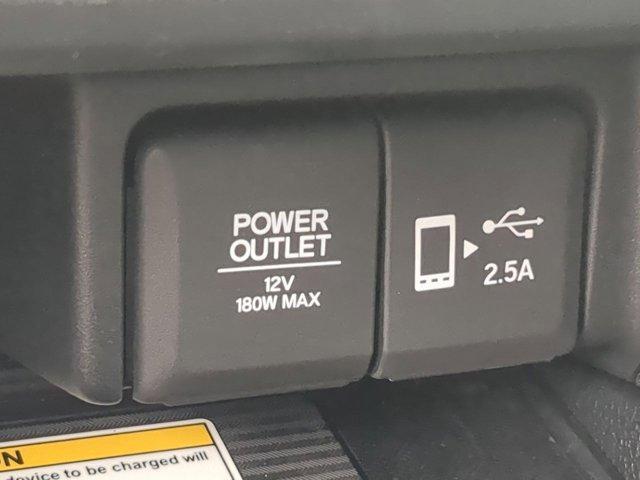 POWER
OUTLET
12V
180W MAX
2.5A
device to be charged will